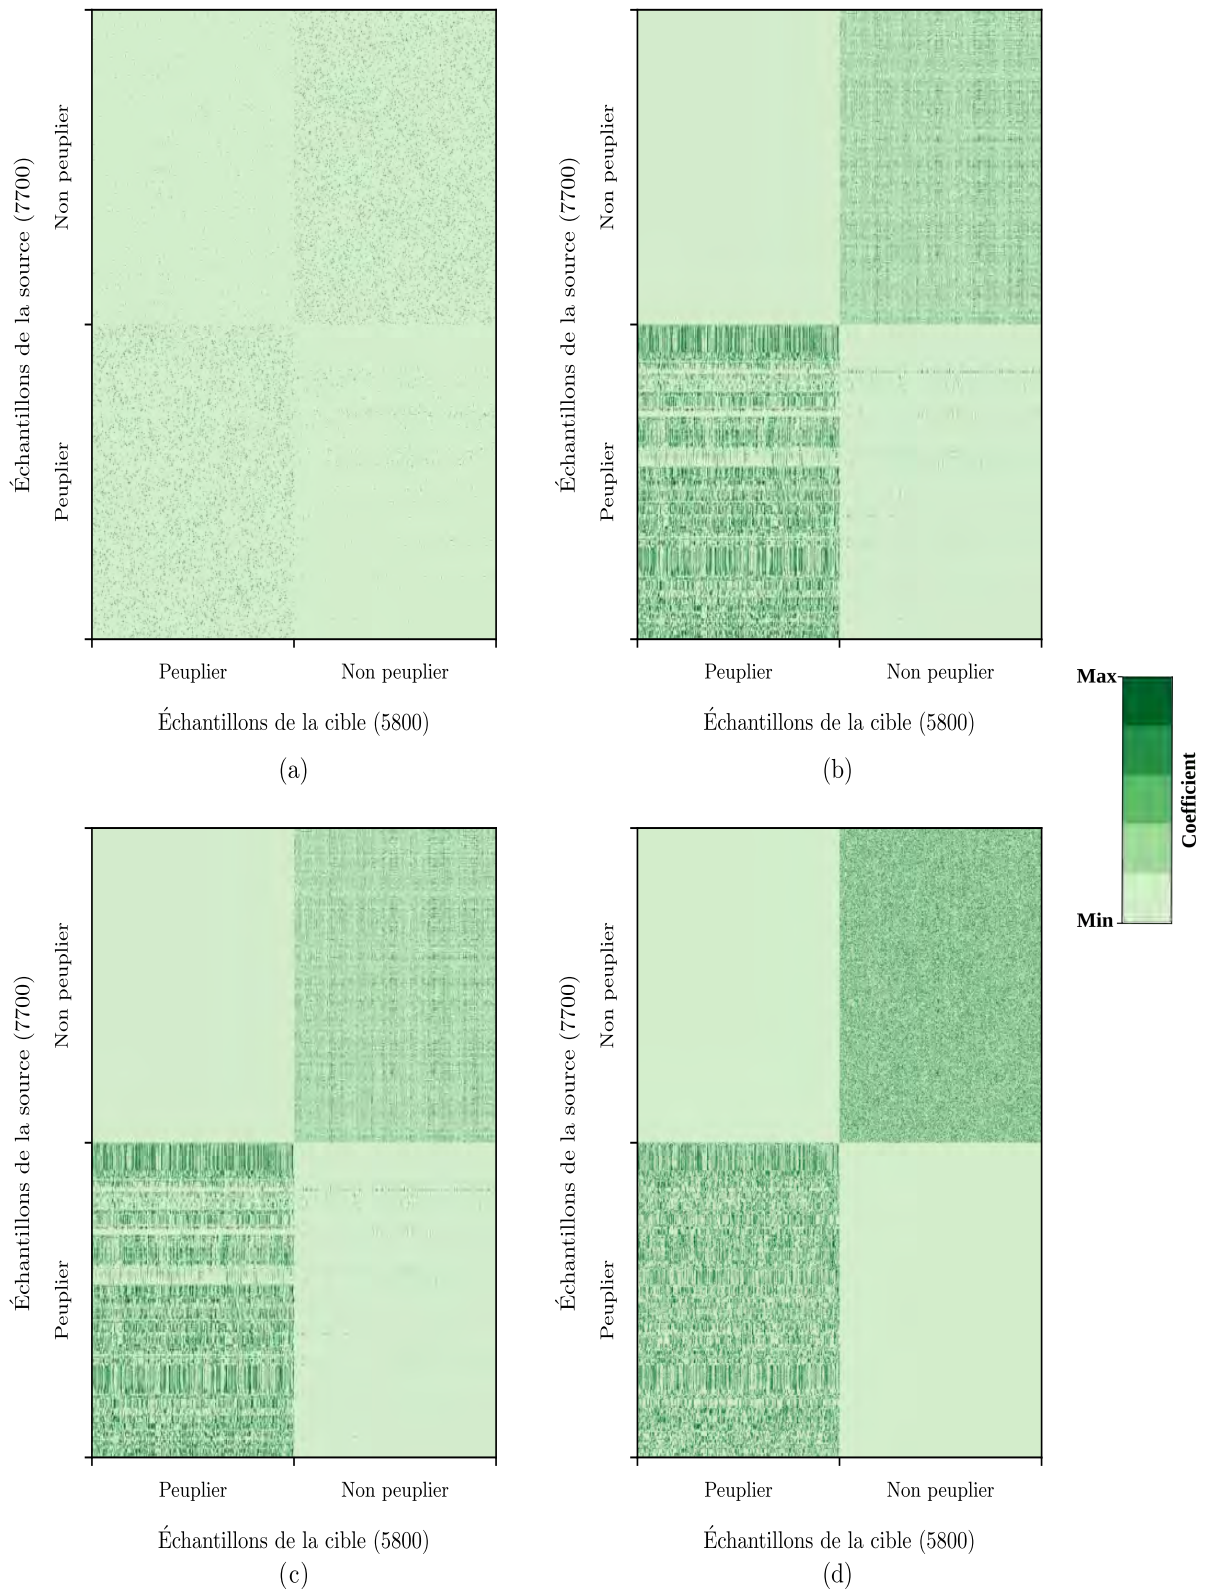 Échantillons de la source (7700)
Non peuplier
Peuplier
Peuplier
Non peuplier
Échantillons de la cible (5800)
(a)
Échantillons de la source (7700)
Non peuplier
Peuplier
Peuplier
Non peuplier
Échantillons de la cible (5800)
(b)
Max
Min
Coefficient
Échantillons de la source (7700)
Non peuplier
Peuplier
Peuplier
Non peuplier
Échantillons de la cible (5800)
(c)
Échantillons de la source (7700)
Non peuplier
Peuplier
Peuplier
Non peuplier
Échantillons de la cible (5800)
(d)